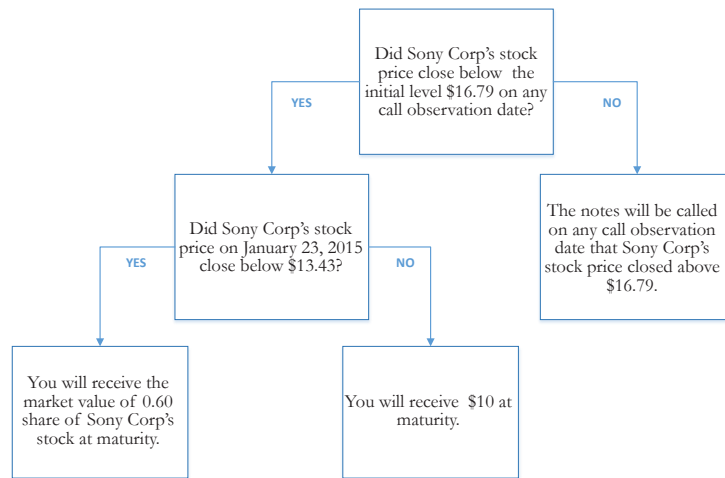 Did Sony Corp's stock
price close below the
initial level $16.79 on any
call observation date?
YES
NO
Did Sony Corp's stock
price on January 23, 2015
close below $13.43?
The notes will be called
on any call observation
date that Sony Corp's
stock price closed above
$16.79.
YES
NO
You will receive the
market value of 0.60
share of Sony Corp's
stock at maturity.
You will receive $10 at
maturity.